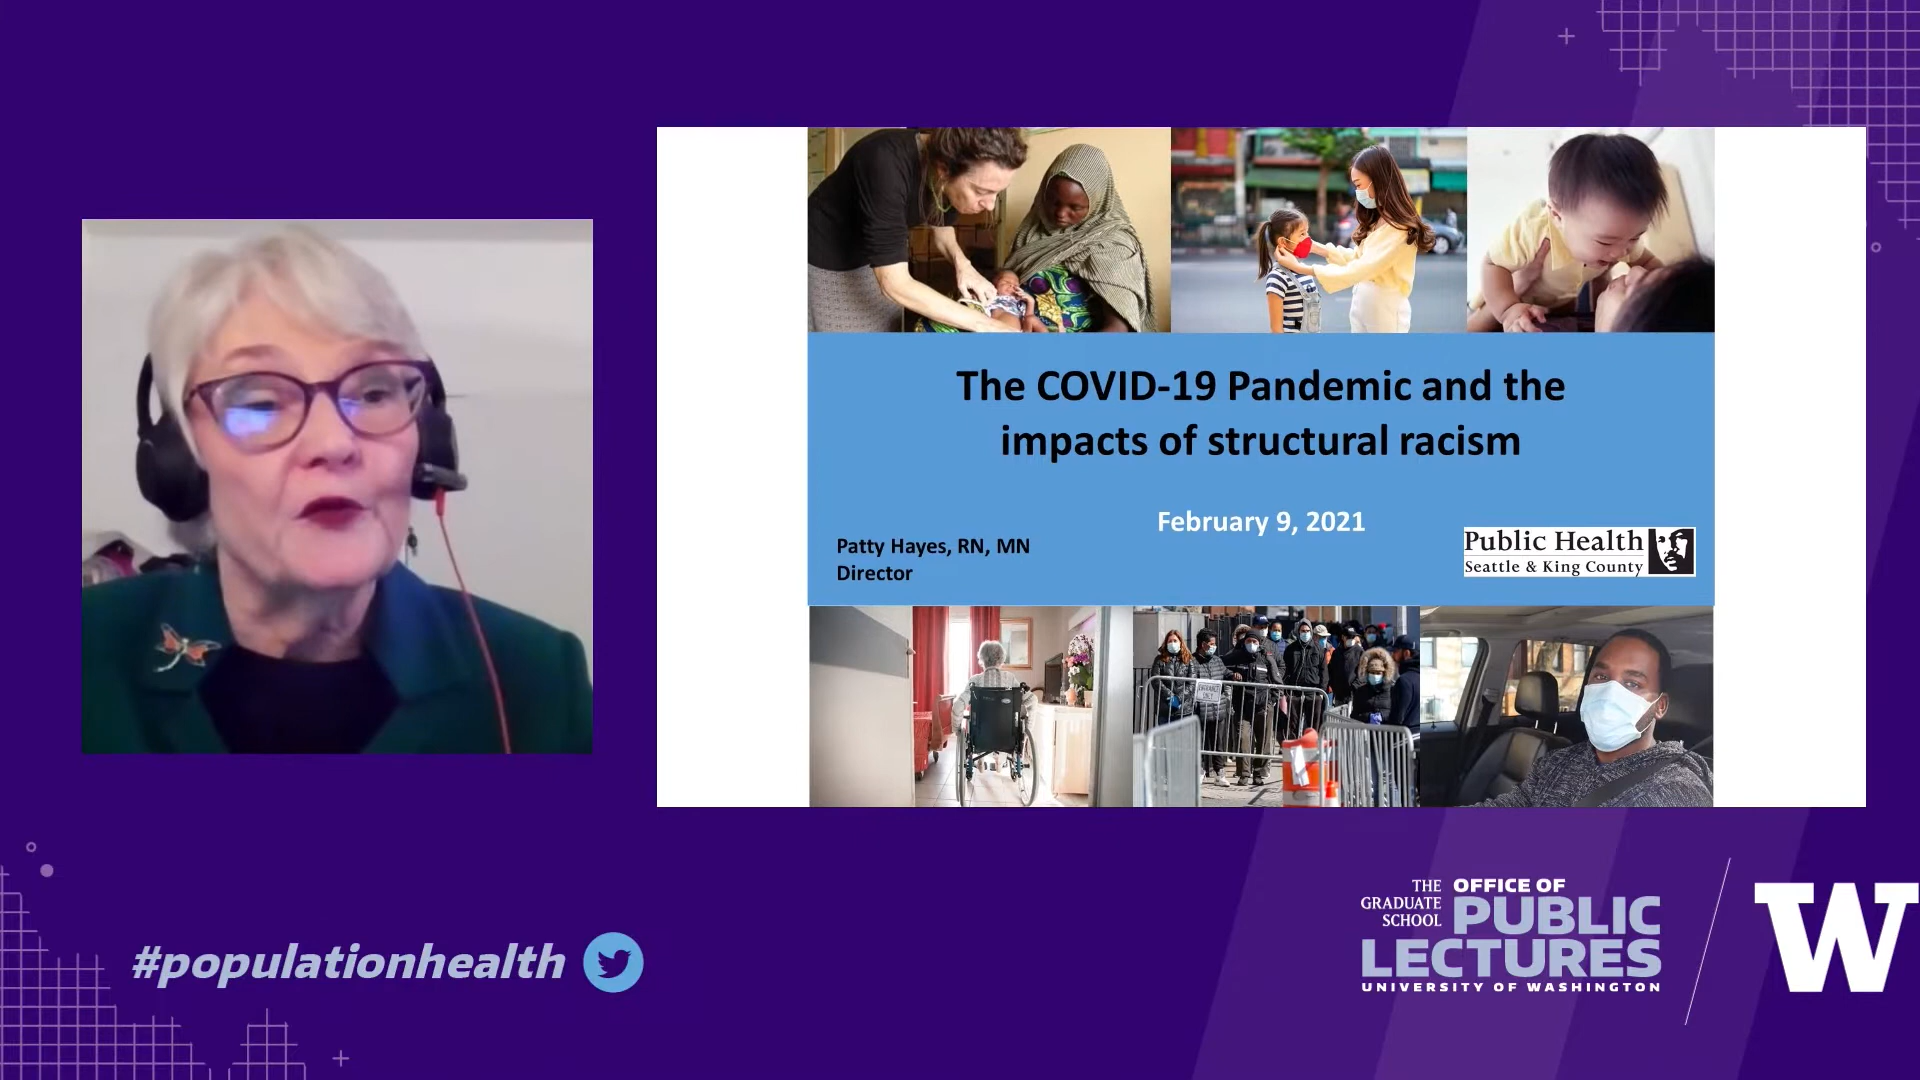 The COVID-19 Pandemic and the
impacts of structural racism
February 9, 2021
Patty Hayes, RN, MN
Director
Public Health
Seattle & King County
#populationhealth
THE
GRADUATE
SCHOOL
OFFICE OF
PUBLIC
LECTURES
UNIVERSITY OF WASHINGTON
W